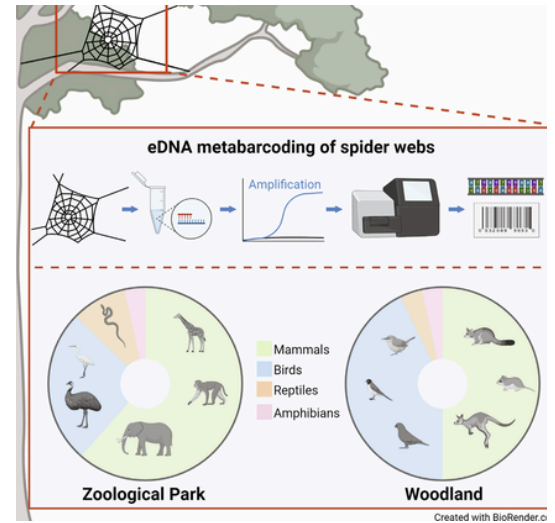 eDNA metabarcoding of spider webs
Amplification
Mammals
Birds
Reptiles
Amphibians
Zoological Park
Woodland
Created with BioRender.c